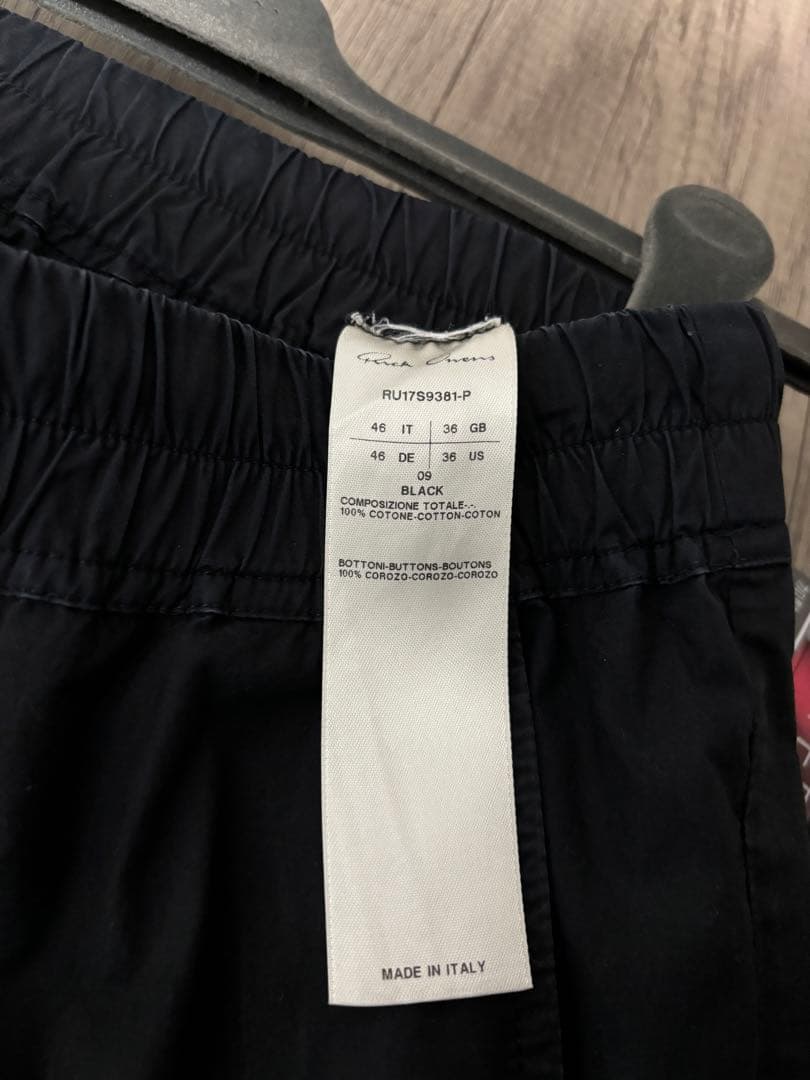 Rick Owens
RU17S9381-P
46 IT 36 GB
46 DE 36 US
09
BLACK
COMPOSIZIONE TOTALE-.-.
100% COTONE-COTTON-COTON
BOTTONI-BUTTONS-BOUTONS
100% COROZO-COROZO-COROZO
MADE IN ITALY